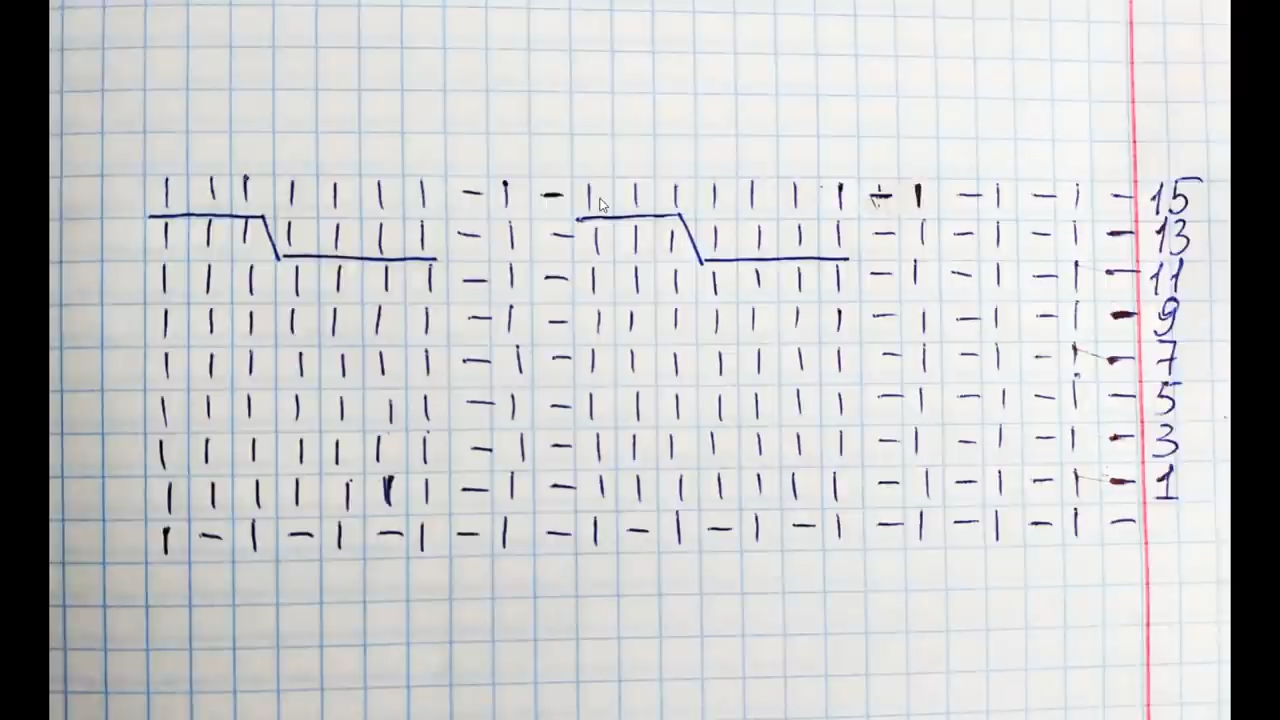 | | | | | | | - | - | | | | | | | - | - | - | - 15
| | | | | | | - | - | | | | | | | - | - | - | - 13
| | | | | | | - | - | | | | | | | - | - | - | - 11
| | | | | | | - | - | | | | | | | - | - | - | - 9
| | | | | | | - | - | | | | | | | - | - | - | - 7
| | | | | | | - | - | | | | | | | - | - | - | - 5
| | | | | | | - | - | | | | | | | - | - | - | - 3
| | | | | | | - | - | | | | | | | - | - | - | - 1
| - | - | - | - | - | - | - | - | - | - | - | -